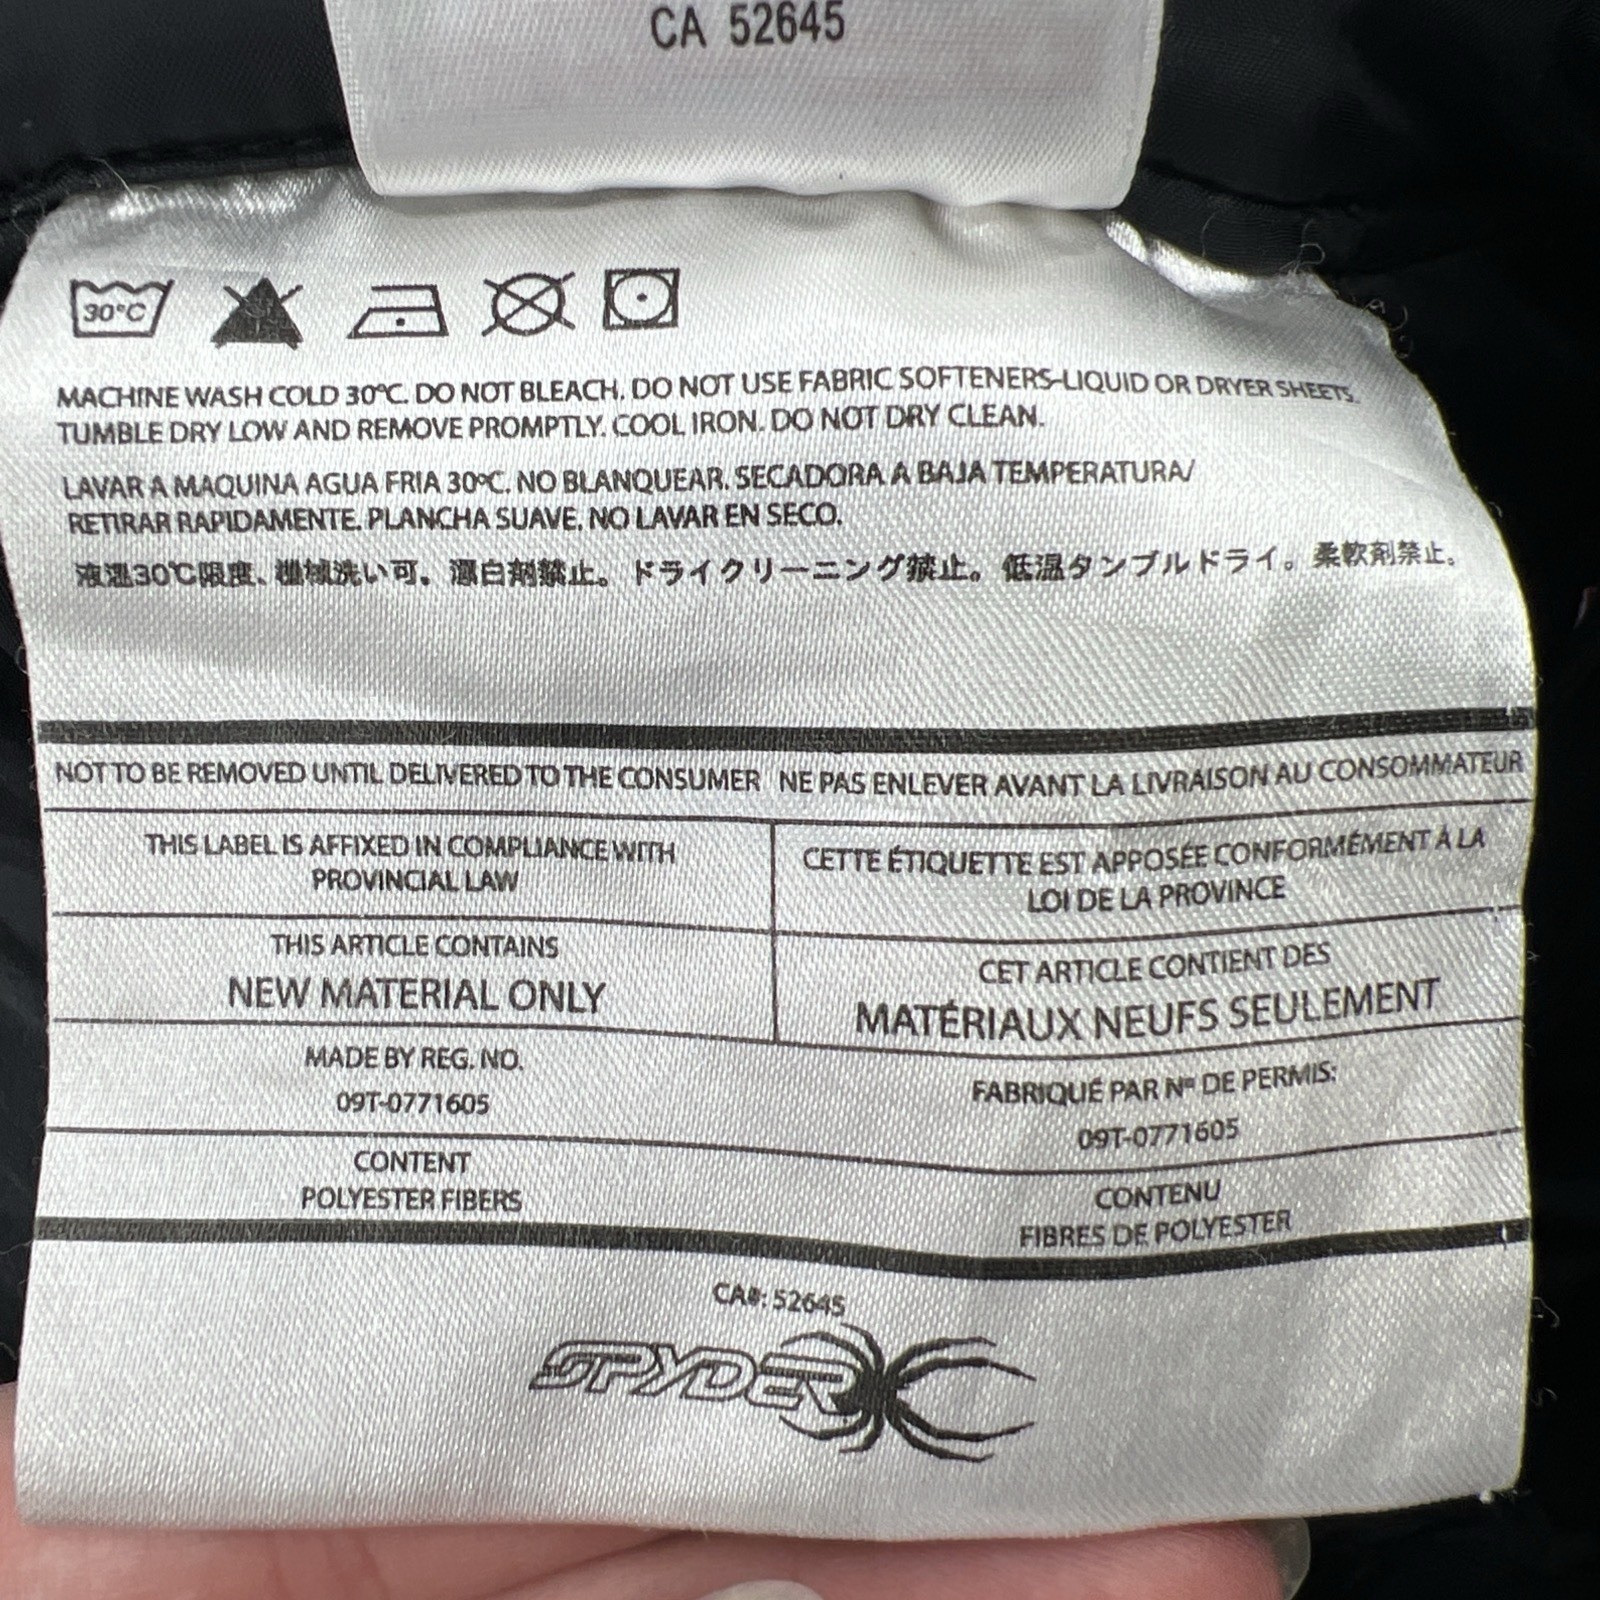 CA 52645
30°C
MACHINE WASH COLD 30°C. DO NOT BLEACH. DO NOT USE FABRIC SOFTENERS-LIQUID OR DRYER SHEETS.
TUMBLE DRY LOW AND REMOVE PROMPTLY. COOL IRON. DO NOT DRY CLEAN.
LAVAR A MAQUINA AGUA FRIA 30°C. NO BLANQUEAR. SECADORA A BAJA TEMPERATURA/
RETIRAR RAPIDAMENTE. PLANCHA SUAVE. NO LAVAR EN SECO.
液温30℃限度、機械洗い可。漂白剤禁止。ドライクリーニング禁止。低温タンブルドライ。柔軟剤禁止。
NOT TO BE REMOVED UNTIL DELIVERED TO THE CONSUMER NE PAS ENLEVER AVANT LA LIVRAISON AU CONSOMMATEUR
THIS LABEL IS AFFIXED IN COMPLIANCE WITH
PROVINCIAL LAW
CETTE ÉTIQUETTE EST APPOSÉE CONFORMÉMENT À LA
LOI DE LA PROVINCE
THIS ARTICLE CONTAINS
NEW MATERIAL ONLY
CET ARTICLE CONTIENT DES
MATÉRIAUX NEUFS SEULEMENT
MADE BY REG. NO.
09T-0771605
FABRIQUÉ PAR Nº DE PERMIS:
09T-0771605
CONTENT
POLYESTER FIBERS
CONTENU
FIBRES DE POLYESTER
CA#: 52645
SPYDER